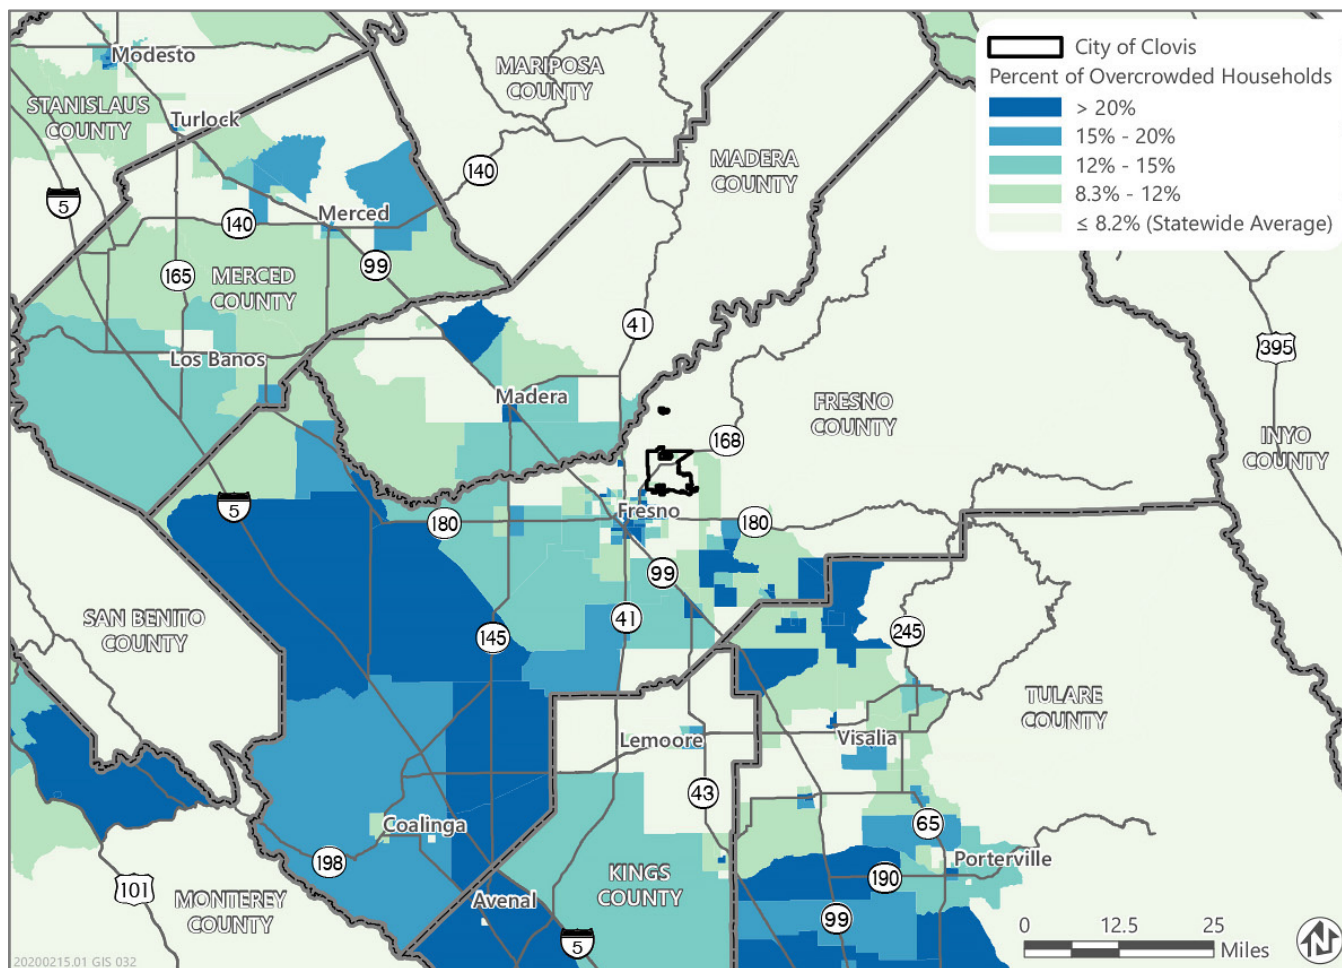 City of Clovis
Percent of Overcrowded Households
> 20%
15% - 20%
12% - 15%
8.3% - 12%
≤ 8.2% (Statewide Average)
Modesto
MARIPOSA
COUNTY
STANISLAUS
COUNTY
Turlock
MADERA
COUNTY
140
5
Merced
140
99
165
MERCED
COUNTY
41
395
Los Banos
Madera
FRESNO
COUNTY
168
INYO
COUNTY
5
180
Fresno
180
99
SAN BENITO
COUNTY
145
41
245
TULARE
COUNTY
Lemoore
Visalia
43
Coalinga
65
198
Porterville
101
MONTEREY
COUNTY
Avenal
KINGS
COUNTY
190
99
5
0 12.5 25
Miles
N
20200215.01 GIS 032